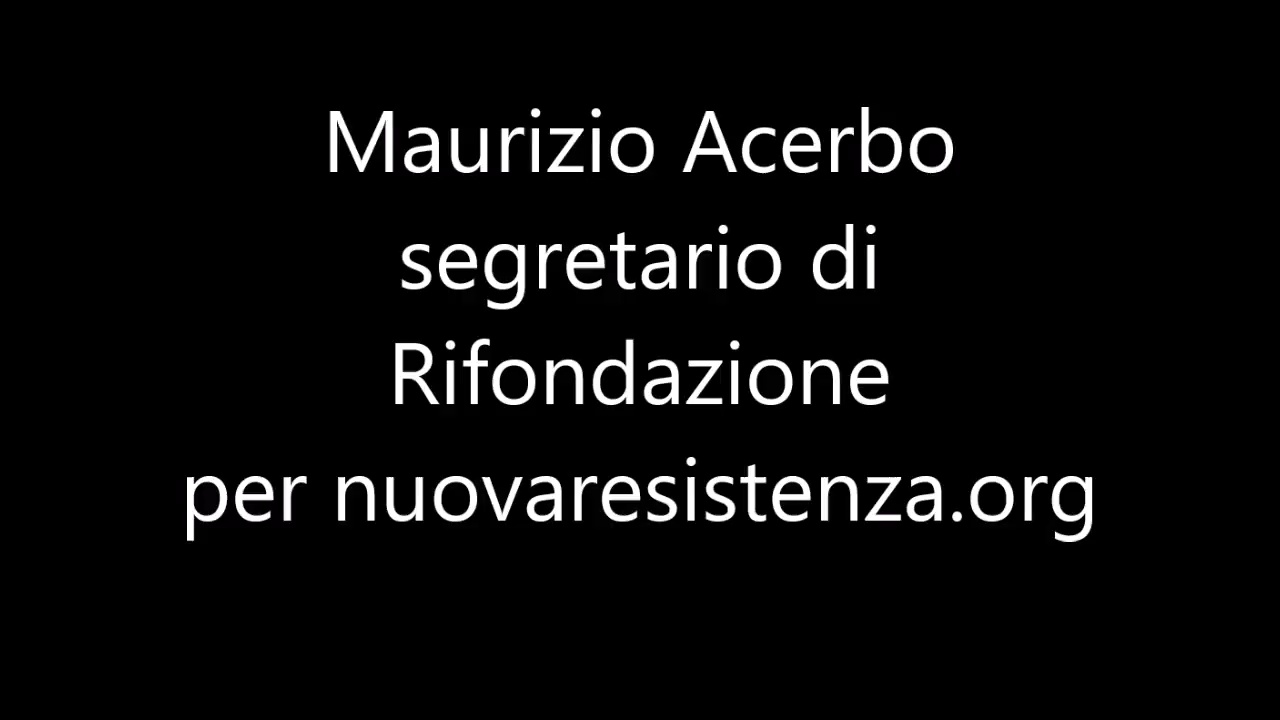 Maurizio Acerbo
segretario di
Rifondazione
per nuovaresistenza.org